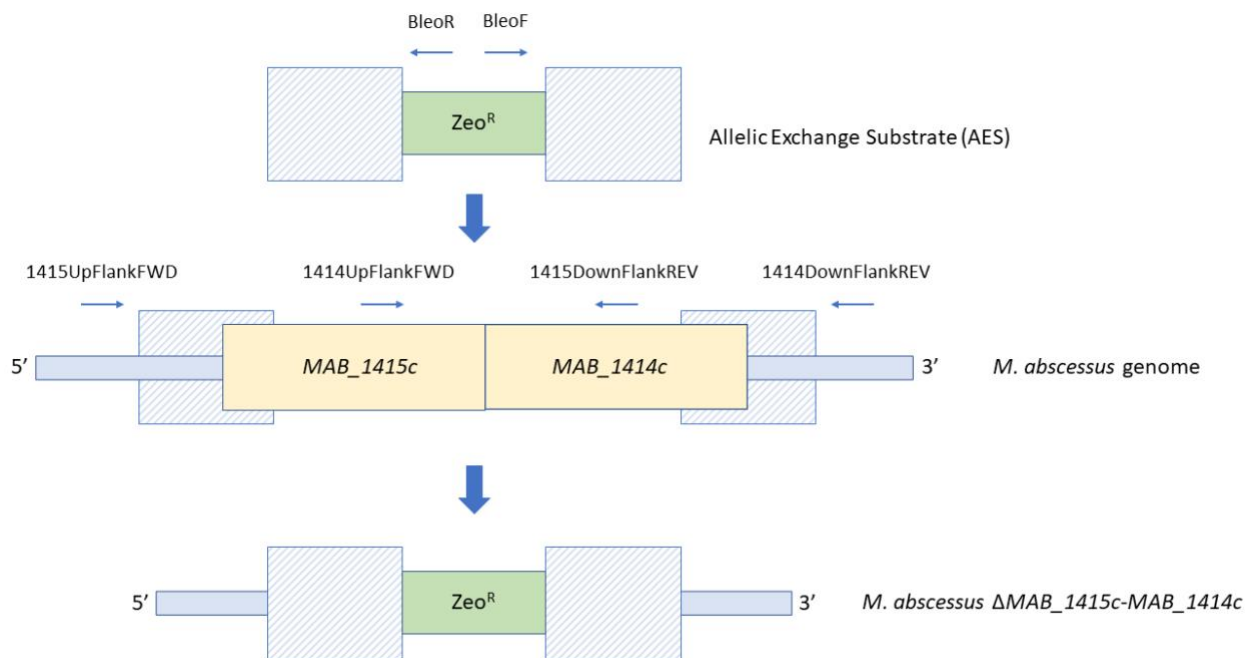 BleoR BleoF
Zeo^R
Allelic Exchange Substrate (AES)
1415UpFlankFWD 1414UpFlankFWD 1415DownFlankREV 1414DownFlankREV
5’ MAB_1415c MAB_1414c 3’ M. abscessus genome
5’ Zeo^R 3’ M. abscessus ΔMAB_1415c-MAB_1414c